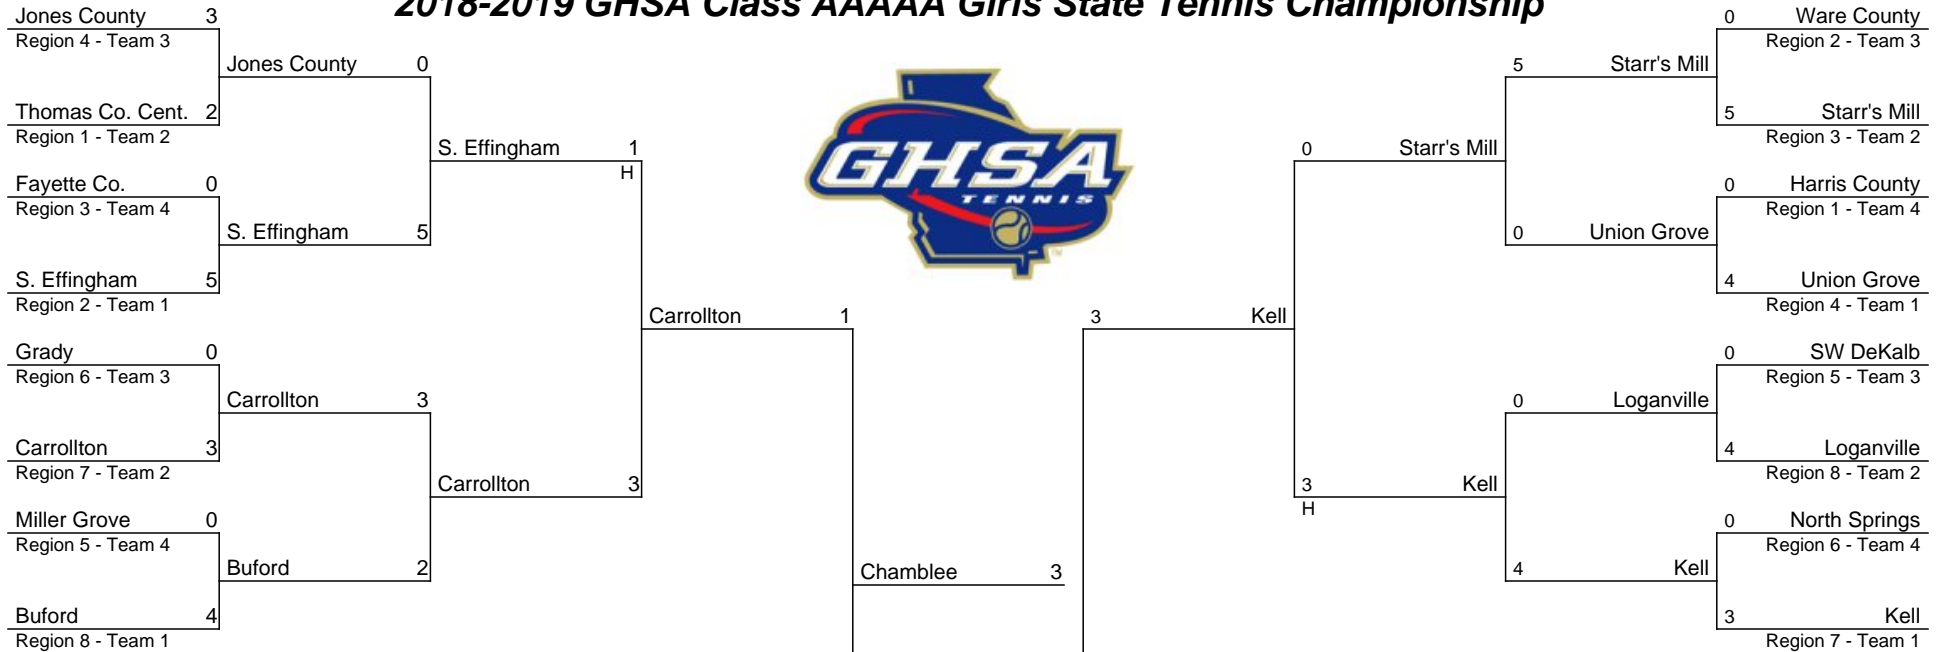 2018-2019 GHSA Class AAAAA Girls State Tennis Championship
Jones County 3
Region 4 - Team 3
Thomas Co. Cent. 2
Region 1 - Team 2
Fayette Co. 0
Region 3 - Team 4
S. Effingham 5
Region 2 - Team 1
Grady 0
Region 6 - Team 3
Carrollton 3
Region 7 - Team 2
Miller Grove 0
Region 5 - Team 4
Buford 4
Region 8 - Team 1
Jones County 0
S. Effingham 5
Carrollton 3
Buford 2
S. Effingham 1
H
Carrollton 3
Carrollton 1
GHSA
TENNIS
TM
Chamblee 3
3 Kell
0 Starr's Mill
3 Kell
H
5 Starr's Mill
0 Union Grove
0 Loganville
4 Kell
0 Ware County
Region 2 - Team 3
5 Starr's Mill
Region 3 - Team 2
0 Harris County
Region 1 - Team 4
4 Union Grove
Region 4 - Team 1
0 SW DeKalb
Region 5 - Team 3
4 Loganville
Region 8 - Team 2
0 North Springs
Region 6 - Team 4
3 Kell
Region 7 - Team 1